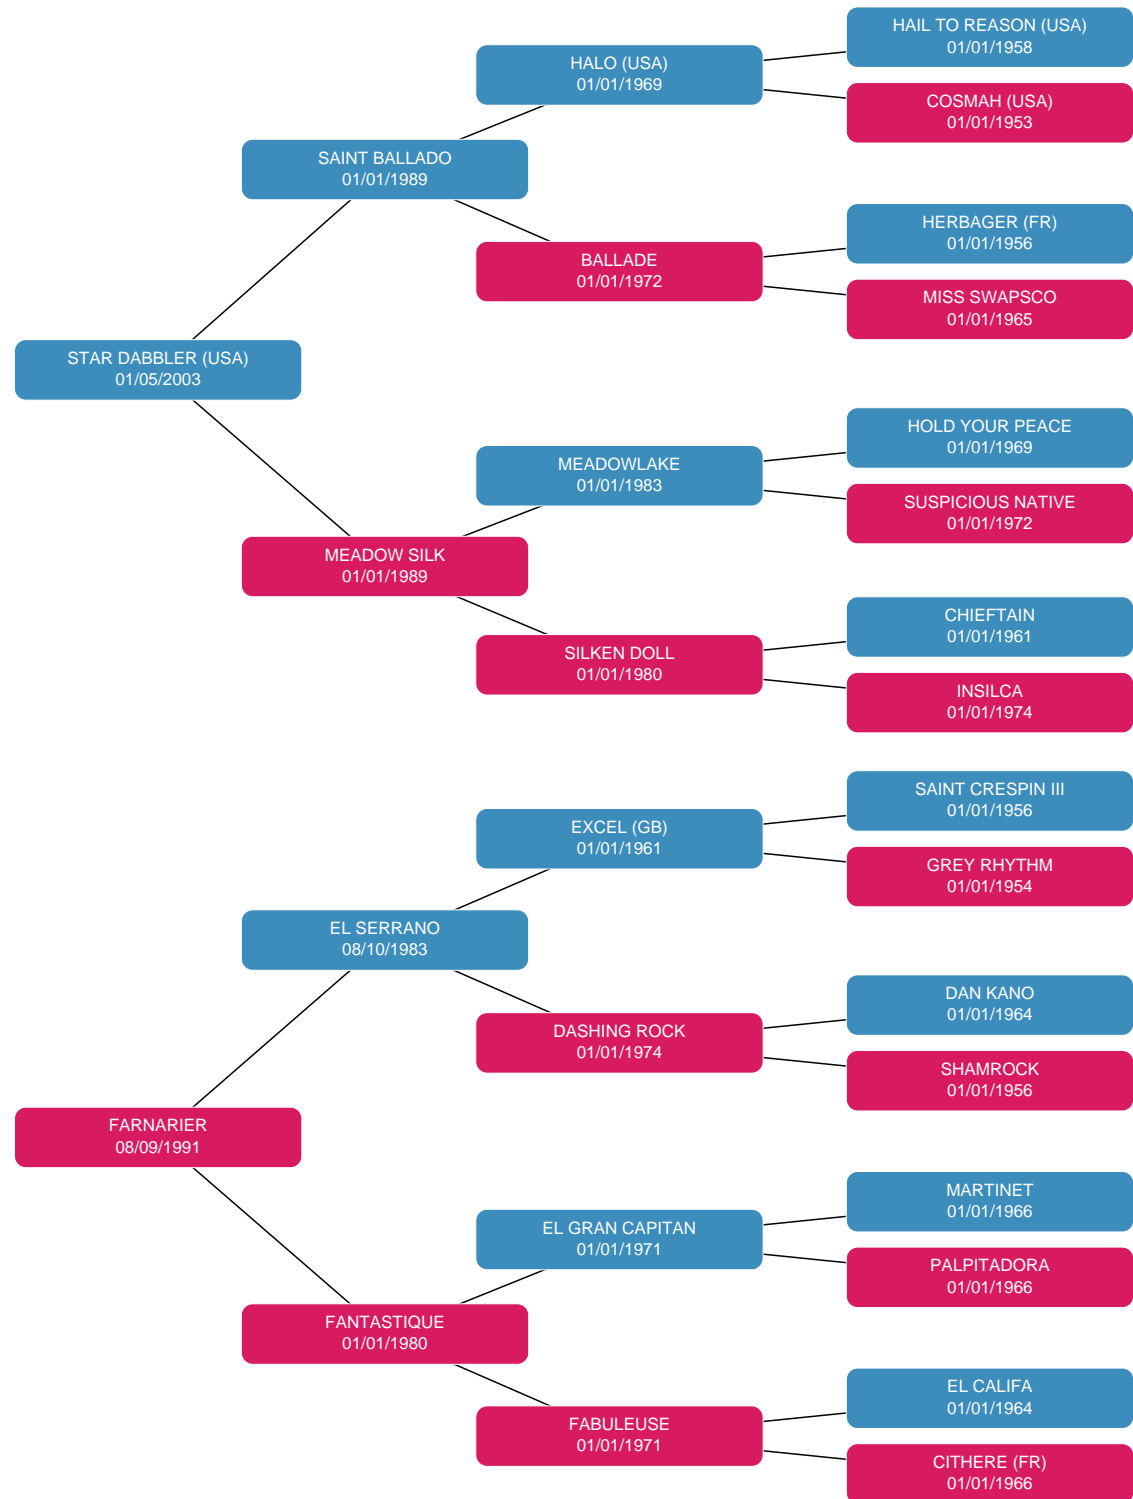 HAIL TO REASON (USA)
01/01/1958
HALO (USA)
01/01/1969
COSMAH (USA)
01/01/1953
SAINT BALLADO
01/01/1989
HERBAGER (FR)
01/01/1956
BALLADE
01/01/1972
MISS SWAPSCO
01/01/1965
STAR DABBLER (USA)
01/05/2003
HOLD YOUR PEACE
01/01/1969
MEADOWLAKE
01/01/1983
SUSPICIOUS NATIVE
01/01/1972
MEADOW SILK
01/01/1989
CHIEFTAIN
01/01/1961
SILKEN DOLL
01/01/1980
INSILCA
01/01/1974
SAINT CRESPIN III
01/01/1956
EXCEL (GB)
01/01/1961
GREY RHYTHM
01/01/1954
EL SERRANO
08/10/1983
DAN KANO
01/01/1964
DASHING ROCK
01/01/1974
SHAMROCK
01/01/1956
FARNARIER
08/09/1991
MARTINET
01/01/1966
EL GRAN CAPITAN
01/01/1971
PALPITADORA
01/01/1966
FANTASTIQUE
01/01/1980
EL CALIFA
01/01/1964
FABULEUSE
01/01/1971
CITHERE (FR)
01/01/1966